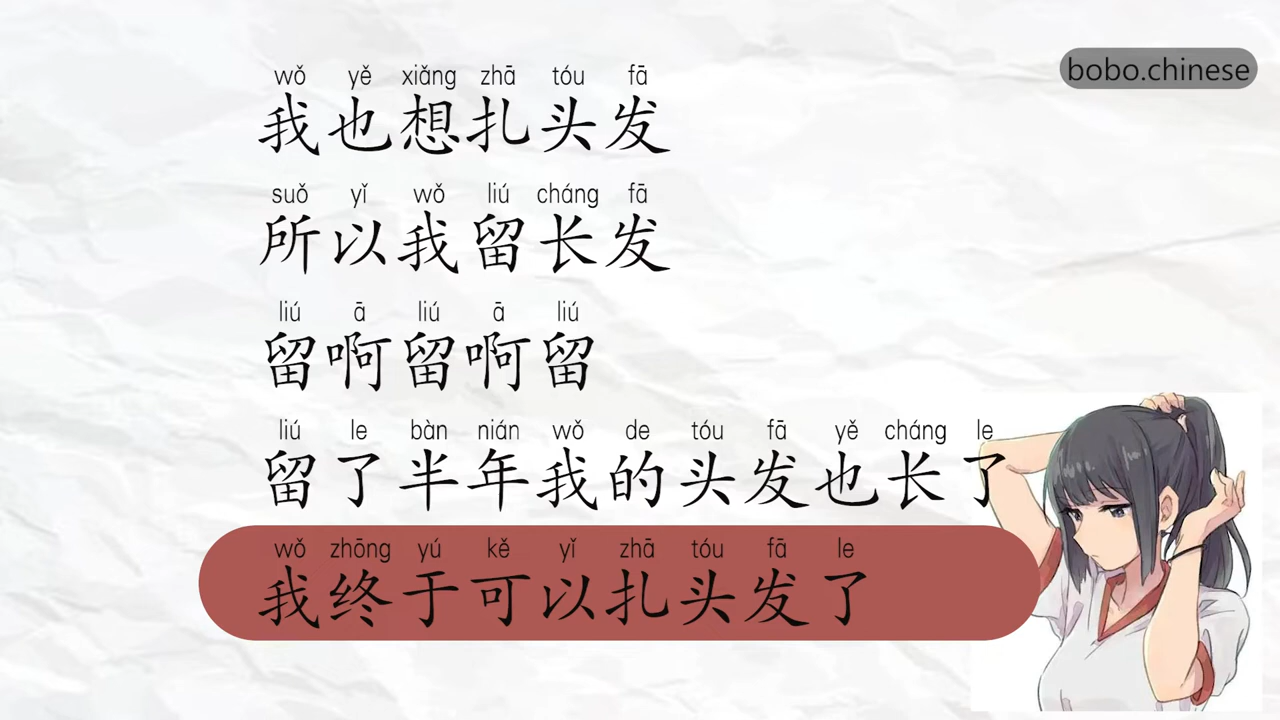 bobo.chinese
wǒ yě xiǎng zhā tóu fā
我也想扎头发
suǒ yǐ wǒ liú cháng fā
所以我留长发
liú ā liú ā liú
留啊留啊留
liú le bàn nián wǒ de tóu fā yě cháng le
留了半年我的头发也长了
wǒ zhōng yú kě yǐ zhā tóu fā le
我终于可以扎头发了